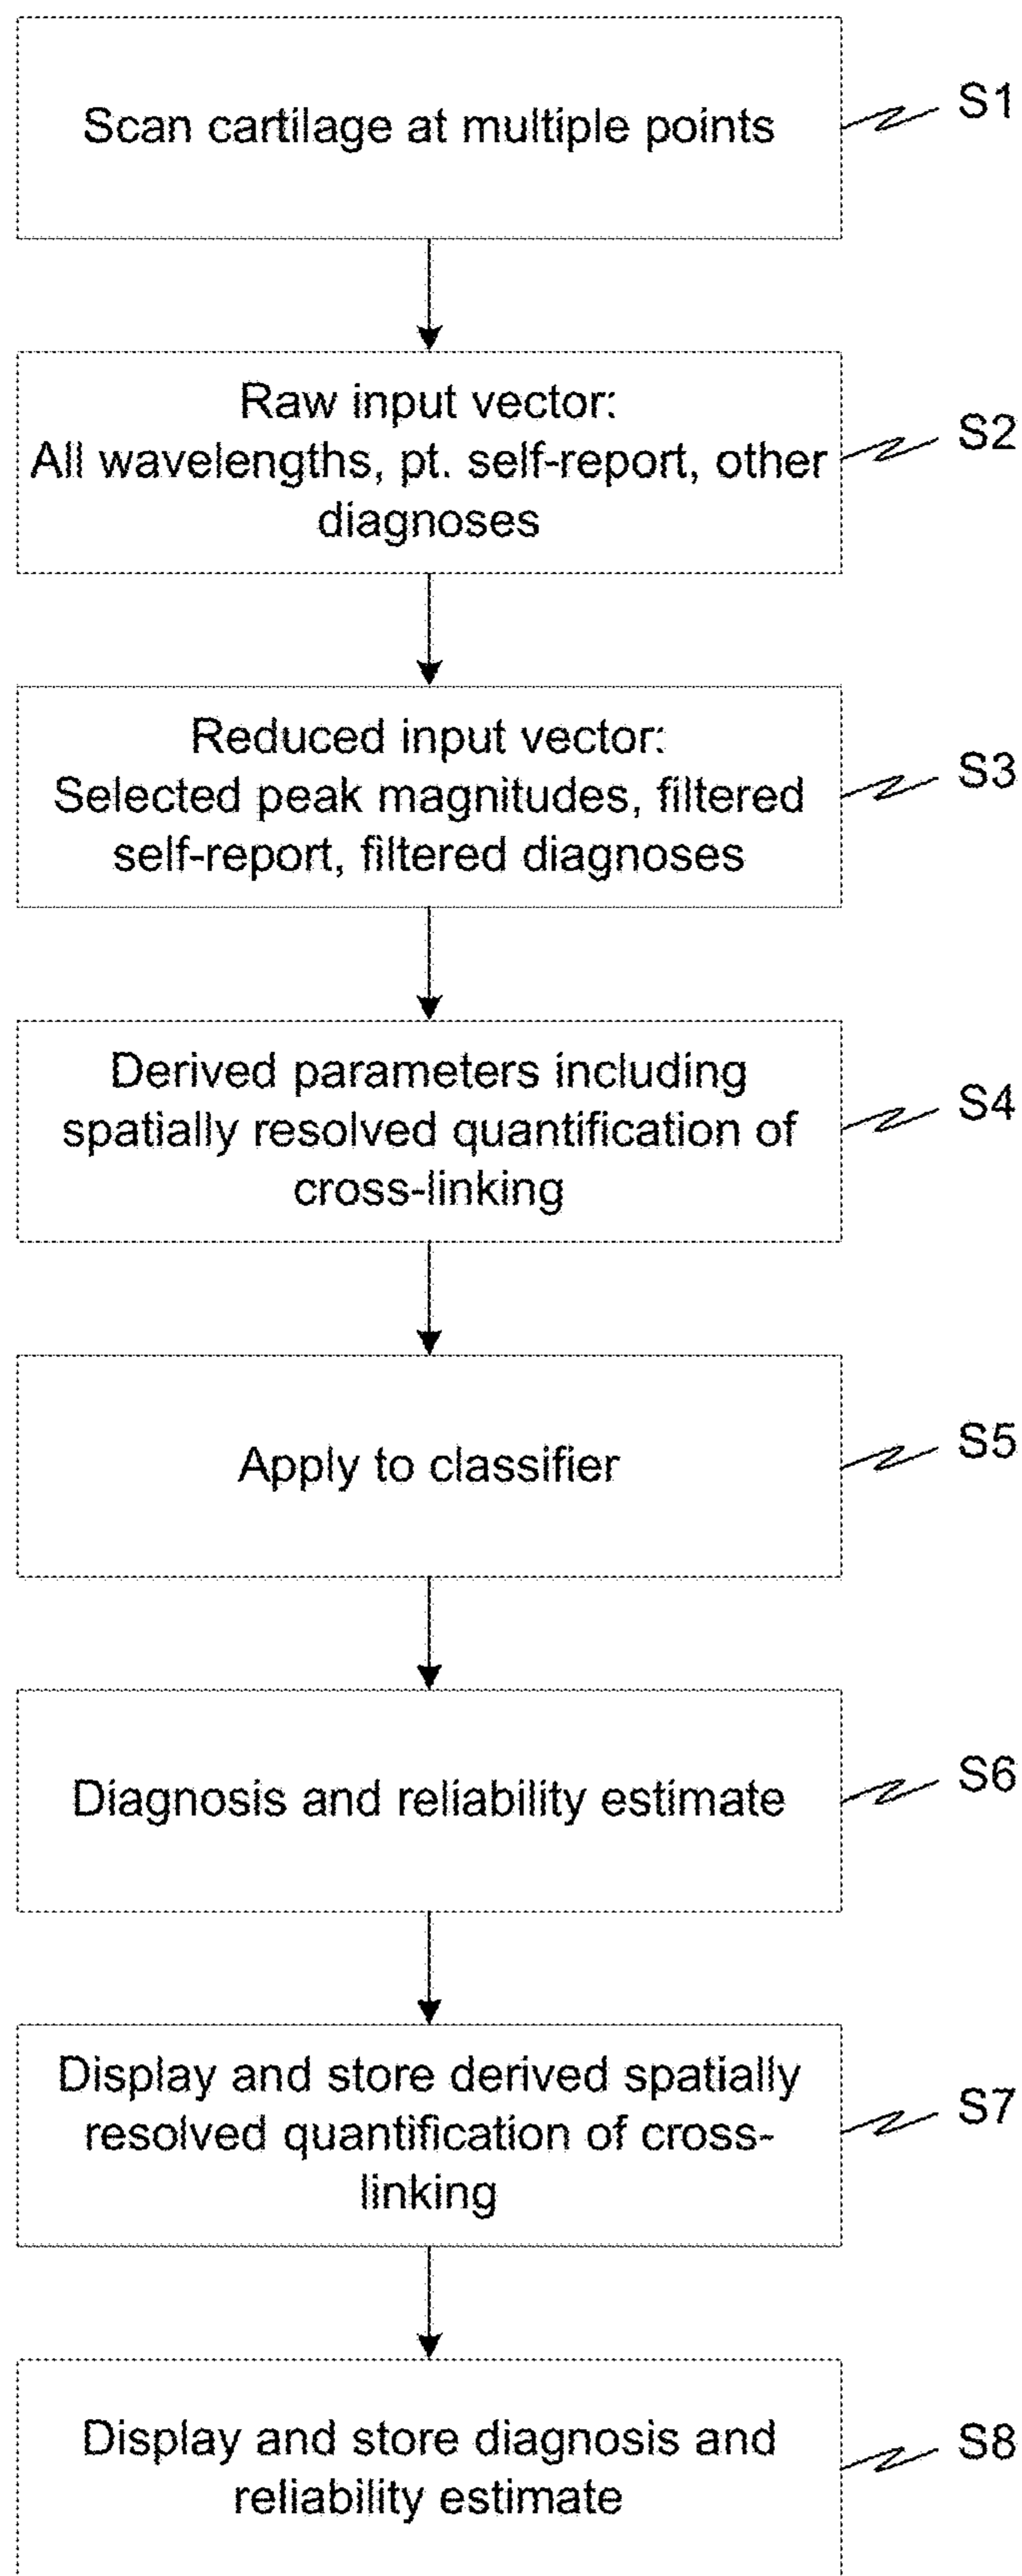 Scan cartilage at multiple points
S1
Raw input vector:
All wavelengths, pt. self-report, other
diagnoses
S2
Reduced input vector:
Selected peak magnitudes, filtered
self-report, filtered diagnoses
S3
Derived parameters including
spatially resolved quantification of
cross-linking
S4
Apply to classifier
S5
Diagnosis and reliability estimate
S6
Display and store derived spatially
resolved quantification of cross-
linking
S7
Display and store diagnosis and
reliability estimate
S8